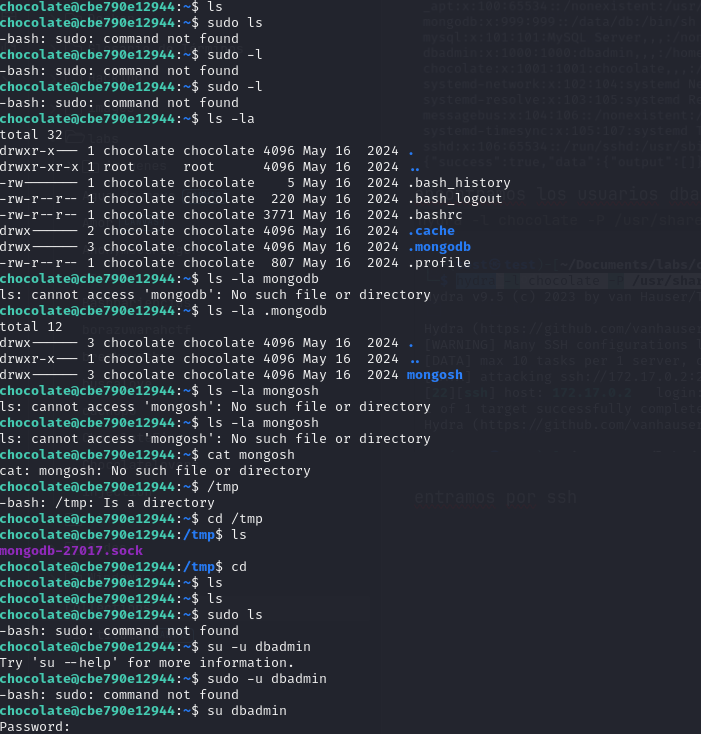 chocolate@cbe790e12944:~$ ls
chocolate@cbe790e12944:~$ sudo ls
-bash: sudo: command not found
chocolate@cbe790e12944:~$ sudo -l
-bash: sudo: command not found
chocolate@cbe790e12944:~$ sudo -l
-bash: sudo: command not found
chocolate@cbe790e12944:~$ ls -la
total 32
drwxr-x--- 1 chocolate chocolate 4096 May 16  2024 .
drwxr-xr-x 1 root      root      4096 May 16  2024 ..
-rw------- 1 chocolate chocolate    5 May 16  2024 .bash_history
-rw-r--r-- 1 chocolate chocolate  220 May 16  2024 .bash_logout
-rw-r--r-- 1 chocolate chocolate 3771 May 16  2024 .bashrc
drwx------ 2 chocolate chocolate 4096 May 16  2024 .cache
drwx------ 3 chocolate chocolate 4096 May 16  2024 .mongodb
-rw-r--r-- 1 chocolate chocolate  807 May 16  2024 .profile
chocolate@cbe790e12944:~$ ls -la mongodb
ls: cannot access 'mongodb': No such file or directory
chocolate@cbe790e12944:~$ ls -la .mongodb
total 12
drwx------ 3 chocolate chocolate 4096 May 16  2024 .
drwxr-x--- 1 chocolate chocolate 4096 May 16  2024 ..
drwx------ 3 chocolate chocolate 4096 May 16  2024 mongosh
chocolate@cbe790e12944:~$ ls -la mongosh
ls: cannot access 'mongosh': No such file or directory
chocolate@cbe790e12944:~$ ls -la mongosh
ls: cannot access 'mongosh': No such file or directory
chocolate@cbe790e12944:~$ cat mongosh
cat: mongosh: No such file or directory
chocolate@cbe790e12944:~$ /tmp
-bash: /tmp: Is a directory
chocolate@cbe790e12944:~$ cd /tmp
chocolate@cbe790e12944:/tmp$ ls
mongodb-27017.sock
chocolate@cbe790e12944:/tmp$ cd
chocolate@cbe790e12944:~$ ls
chocolate@cbe790e12944:~$ ls
chocolate@cbe790e12944:~$ sudo ls
-bash: sudo: command not found
chocolate@cbe790e12944:~$ su -u dbadmin
Try 'su --help' for more information.
chocolate@cbe790e12944:~$ sudo -u dbadmin
-bash: sudo: command not found
chocolate@cbe790e12944:~$ su dbadmin
Password:
entramos por ssh